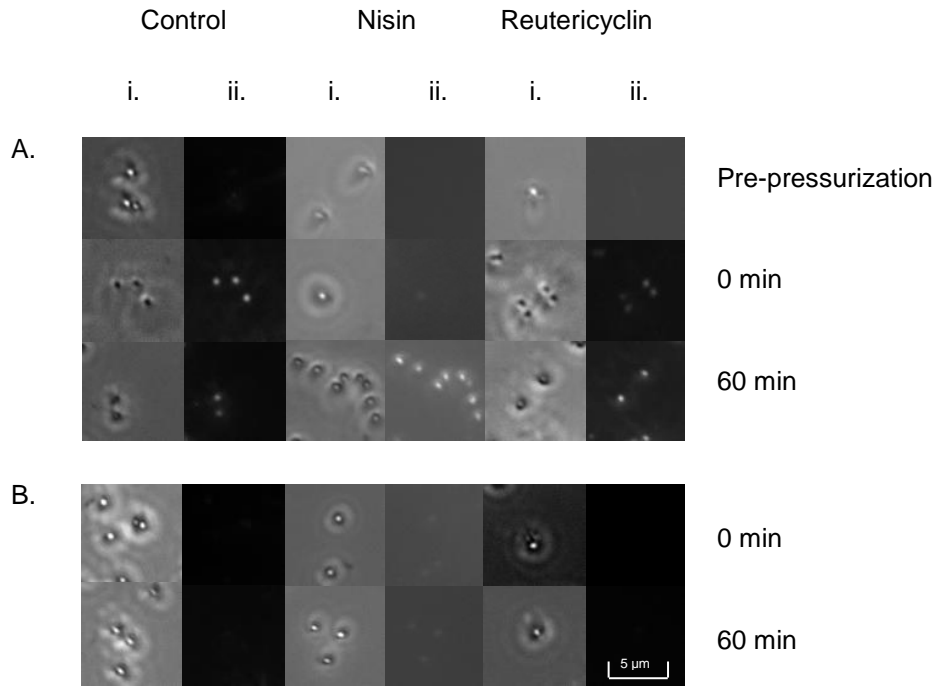 Control Nisin Reutericyclin
i. ii. i. ii. i. ii.
A.
Pre-pressurization
0 min
60 min
B.
0 min
60 min
5 µm